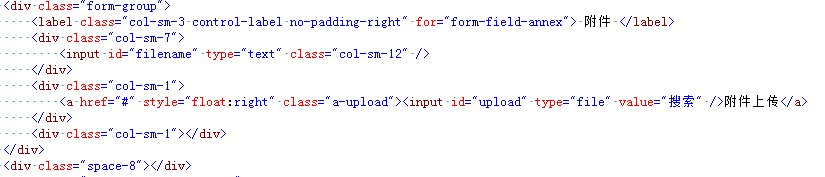 <div class="form-group">
<label class="col-sm-3 control-label no-padding-right" for="form-field-annex"> 附件 </label>
<div class="col-sm-7">
<input id="filename" type="text" class="col-sm-12" />
</div>
<div class="col-sm-1">
<a href="#" style="float:right" class="a-upload"><input id="upload" type="file" value="搜索" />附件上传</a>
</div>
<div class="col-sm-1"></div>
</div>
<div class="space-8"></div>